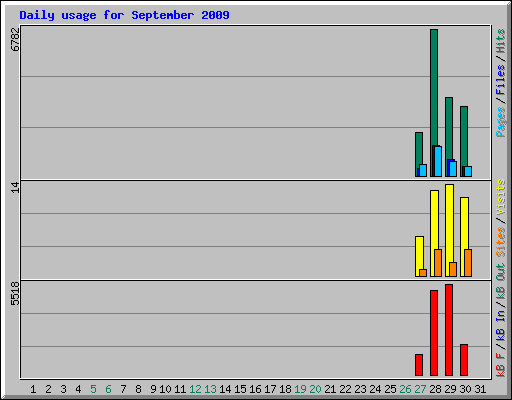 Daily usage for September 2009
6782
Pages / Files / Hits
14
Sites / Visits
5518
kB F / kB In / kB Out
1 2 3 4 5 6 7 8 9 10 11 12 13 14 15 16 17 18 19 20 21 22 23 24 25 26 27 28 29 30 31